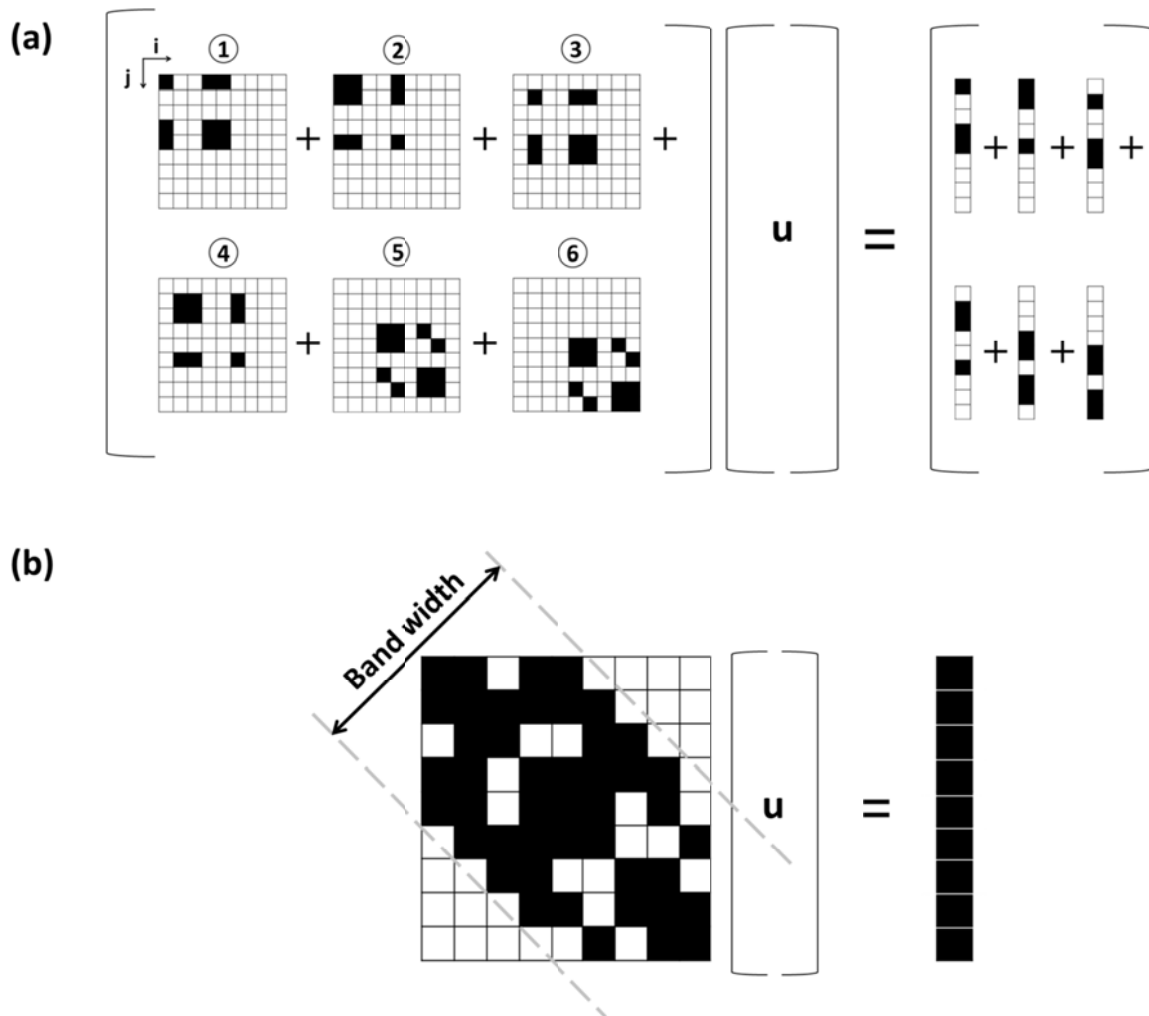 (a)
i
j
① ② ③
+ + +
④ ⑤ ⑥
+ +
u
=
+ + +
+ +
(b)
Band width
u
=